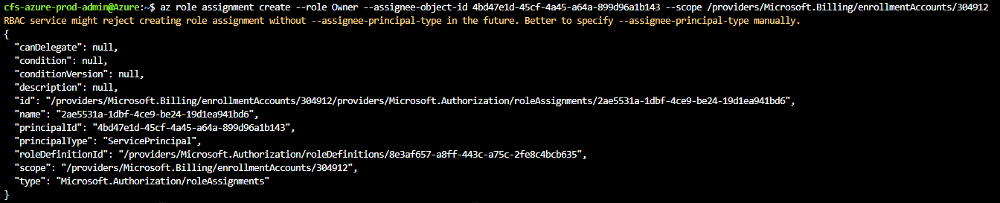 cfs-azure-prod-admin@Azure:~$ az role assignment create --role Owner --assignee-object-id 4bd47e1d-45cf-4a45-a64a-899d96a1b143 --scope /providers/Microsoft.Billing/enrollmentAccounts/304912
RBAC service might reject creating role assignment without --assignee-principal-type in the future. Better to specify --assignee-principal-type manually.
{
  "canDelegate": null,
  "condition": null,
  "conditionVersion": null,
  "description": null,
  "id": "/providers/Microsoft.Billing/enrollmentAccounts/304912/providers/Microsoft.Authorization/roleAssignments/2ae5531a-1dbf-4ce9-be24-19d1ea941bd6",
  "name": "2ae5531a-1dbf-4ce9-be24-19d1ea941bd6",
  "principalId": "4bd47e1d-45cf-4a45-a64a-899d96a1b143",
  "principalType": "ServicePrincipal",
  "roleDefinitionId": "/providers/Microsoft.Authorization/roleDefinitions/8e3af657-a8ff-443c-a75c-2fe8c4bcb635",
  "scope": "/providers/Microsoft.Billing/enrollmentAccounts/304912",
  "type": "Microsoft.Authorization/roleAssignments"
}